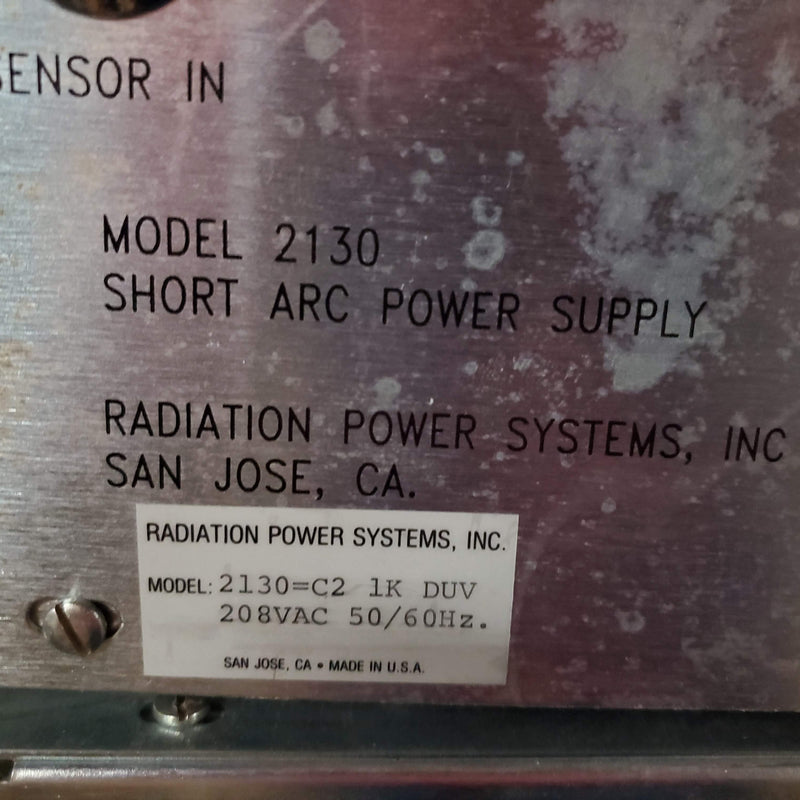 SENSOR IN
MODEL 2130
SHORT ARC POWER SUPPLY
RADIATION POWER SYSTEMS, INC
SAN JOSE, CA.
RADIATION POWER SYSTEMS, INC.
MODEL: 2130=C2 1K DUV
208VAC 50/60Hz.
SAN JOSE, CA • MADE IN U.S.A.